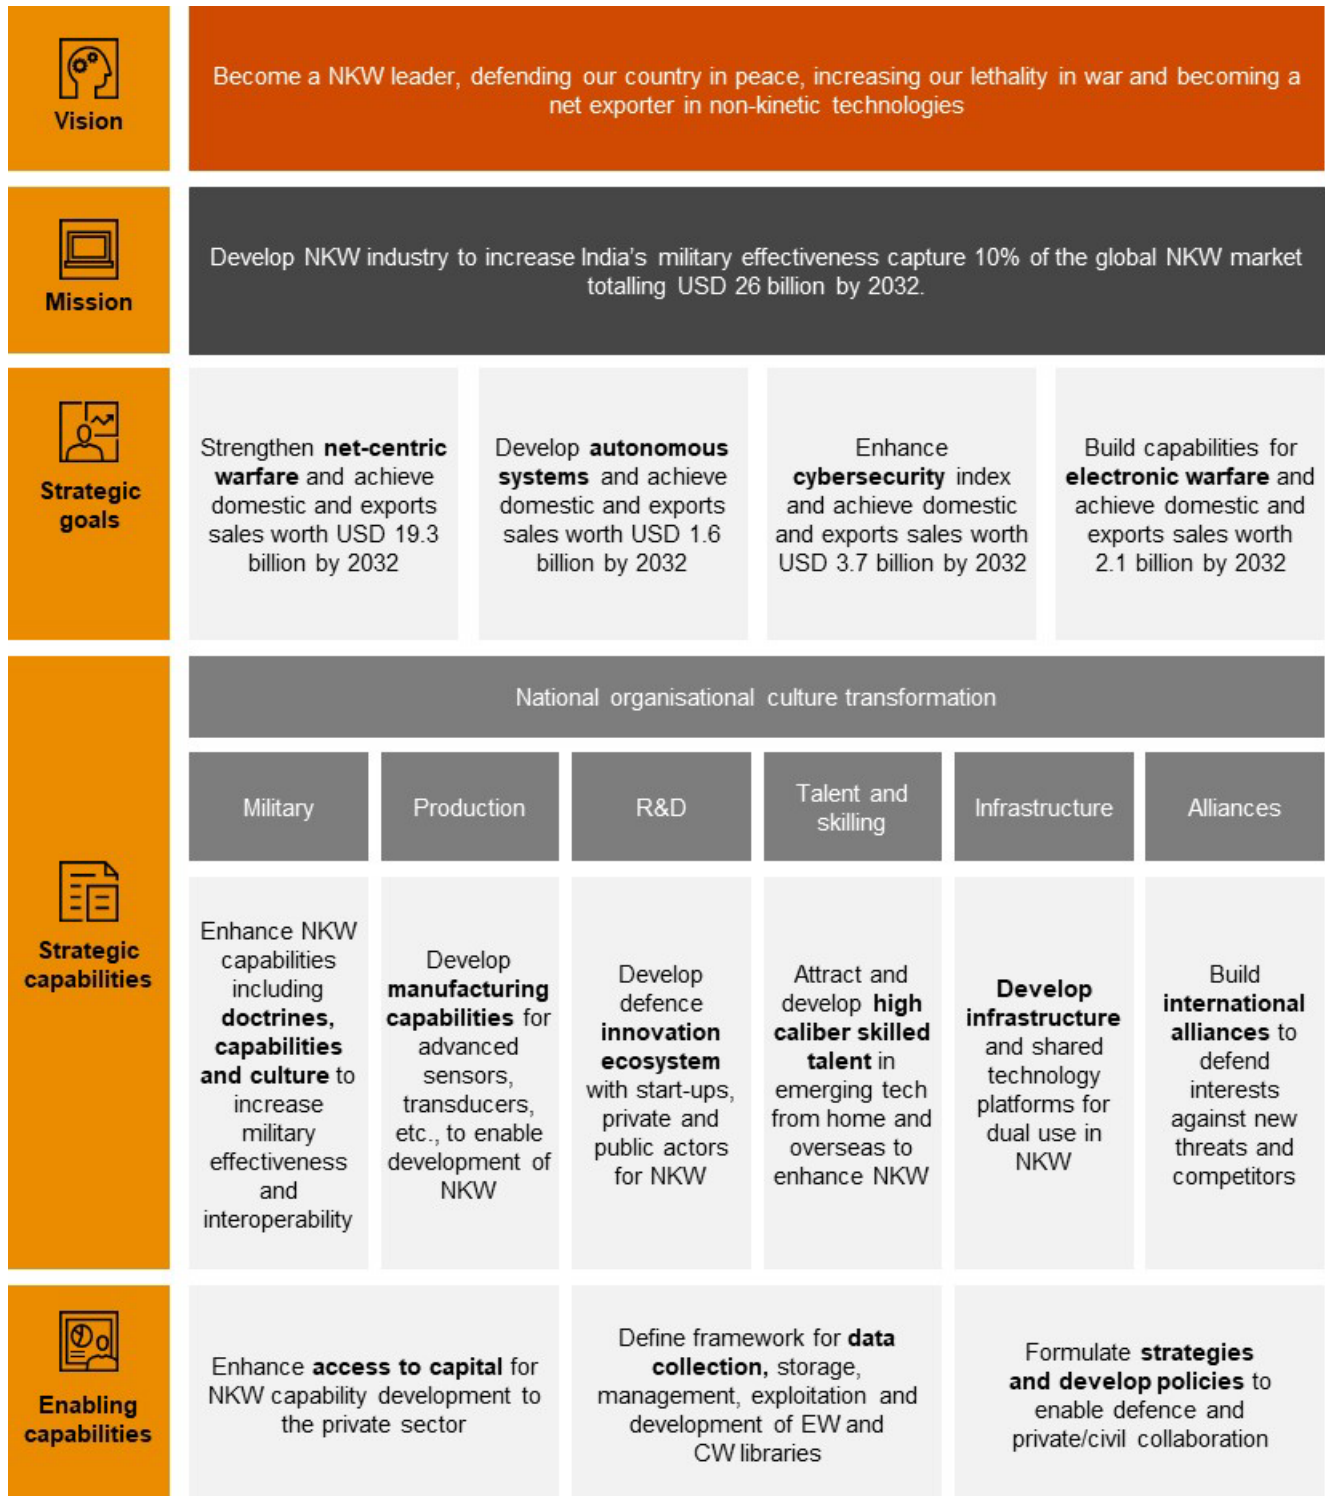 Vision
Become a NKW leader, defending our country in peace, increasing our lethality in war and becoming a
net exporter in non-kinetic technologies
Mission
Develop NKW industry to increase India's military effectiveness capture 10% of the global NKW market
totalling USD 26 billion by 2032.
Strategic
goals
Strengthen net-centric
warfare and achieve
domestic and exports
sales worth USD 19.3
billion by 2032
Develop autonomous
systems and achieve
domestic and exports
sales worth USD 1.6
billion by 2032
Enhance
cybersecurity index
and achieve domestic
and exports sales worth
USD 3.7 billion by 2032
Build capabilities for
electronic warfare and
achieve domestic and
exports sales worth
2.1 billion by 2032
Strategic
capabilities
National organisational culture transformation
Military
Production
R&D
Talent and
skilling
Infrastructure
Alliances
Enhance NKW
capabilities
including
doctrines,
capabilities
and culture to
increase
military
effectiveness
and
interoperability
Develop
manufacturing
capabilities for
advanced
sensors,
transducers,
etc., to enable
development of
NKW
Develop
defence
innovation
ecosystem
with start-ups,
private and
public actors
for NKW
Attract and
develop high
caliber skilled
talent in
emerging tech
from home and
overseas to
enhance NKW
Develop
infrastructure
and shared
technology
platforms for
dual use in
NKW
Build
international
alliances to
defend
interests
against new
threats and
competitors
Enabling
capabilities
Enhance access to capital for
NKW capability development to
the private sector
Define framework for data
collection, storage,
management, exploitation and
development of EW and
CW libraries
Formulate strategies
and develop policies to
enable defence and
private/civil collaboration